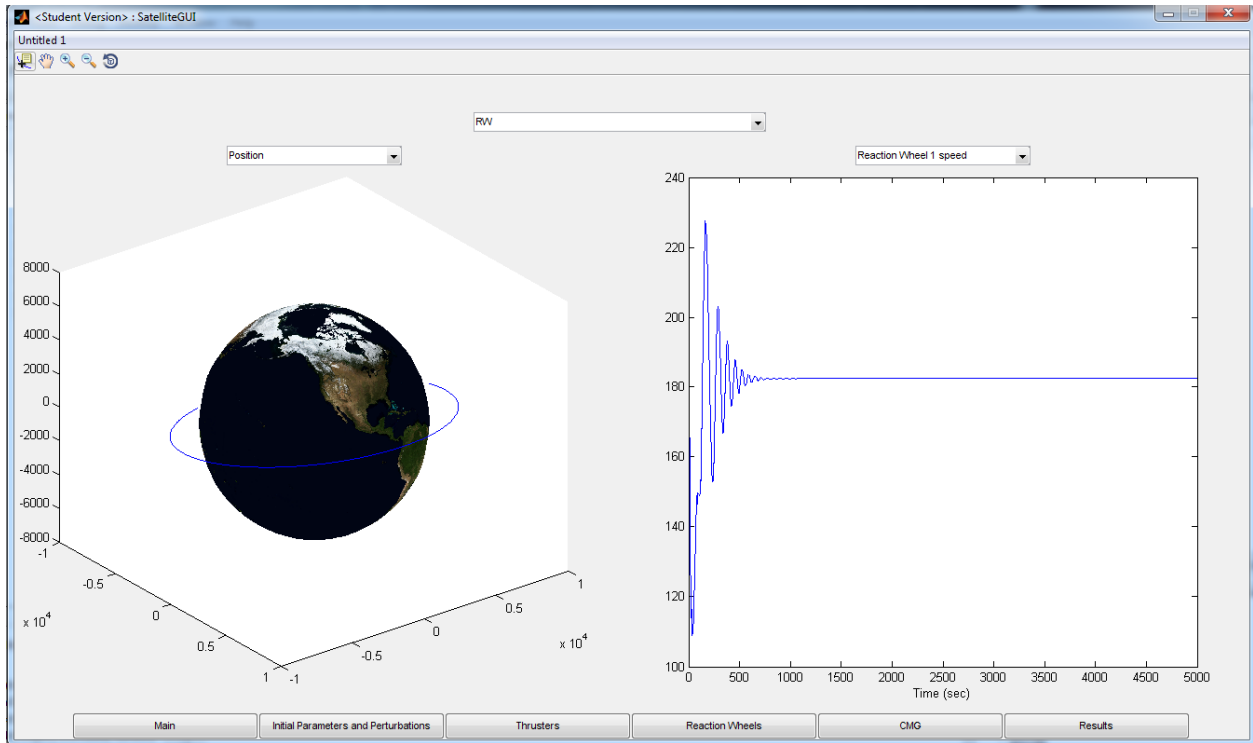 <Student Version> : SatelliteGUI
Untitled 1
RW
Position
Reaction Wheel 1 speed
8000
6000
4000
2000
0
-2000
-4000
-6000
-8000
-1
-0.5
0
0.5
1
x 10^4
-1
-0.5
0
0.5
1
x 10^4
240
220
200
180
160
140
120
100
0 500 1000 1500 2000 2500 3000 3500 4000 4500 5000
Time (sec)
Main Initial Parameters and Perturbations Thrusters Reaction Wheels CMG Results